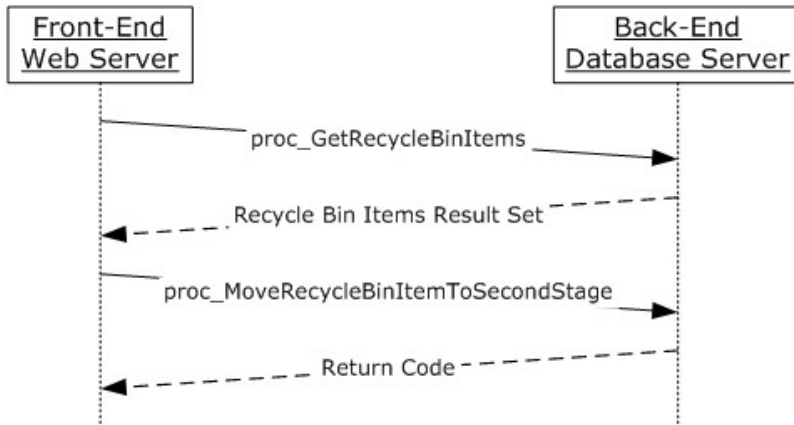 Front-End
Web Server
Back-End
Database Server
proc_GetRecycleBinItems
Recycle Bin Items Result Set
proc_MoveRecycleBinItemToSecondStage
Return Code